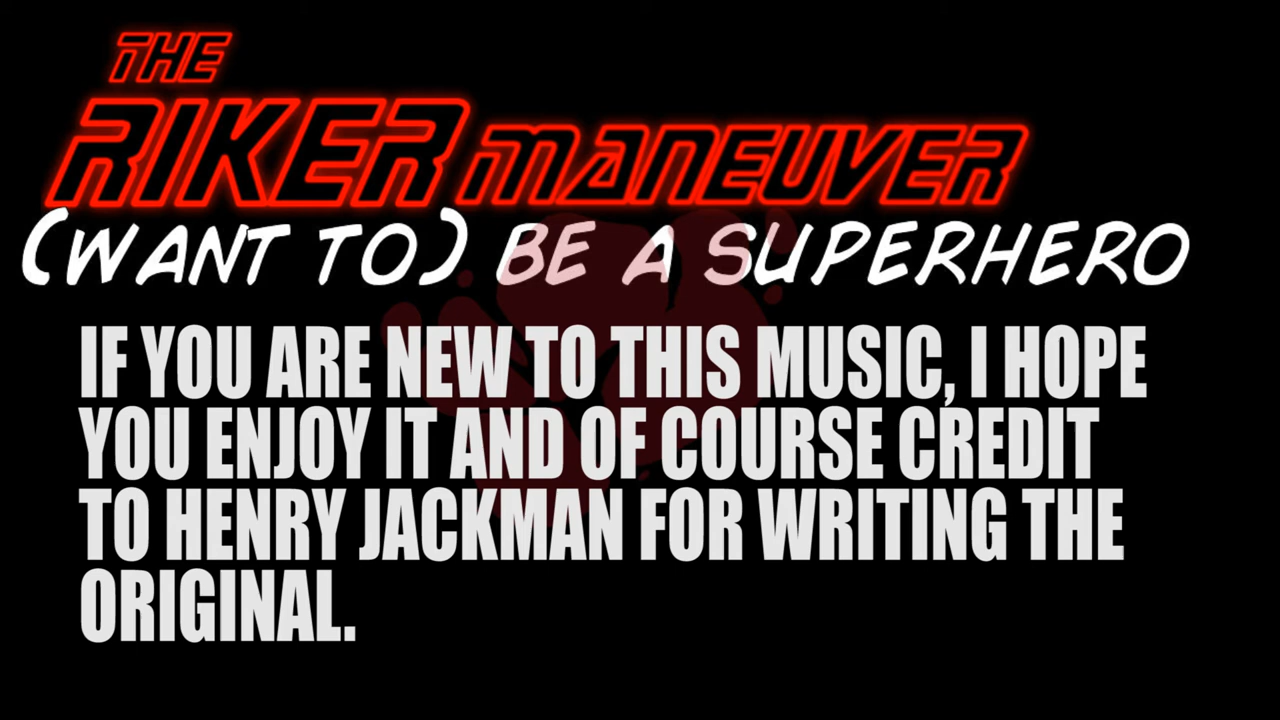 THE
RIKER MANEUVER
(WANT TO) BE A SUPERHERO
IF YOU ARE NEW TO THIS MUSIC, I HOPE
YOU ENJOY IT AND OF COURSE CREDIT
TO HENRY JACKMAN FOR WRITING THE
ORIGINAL.